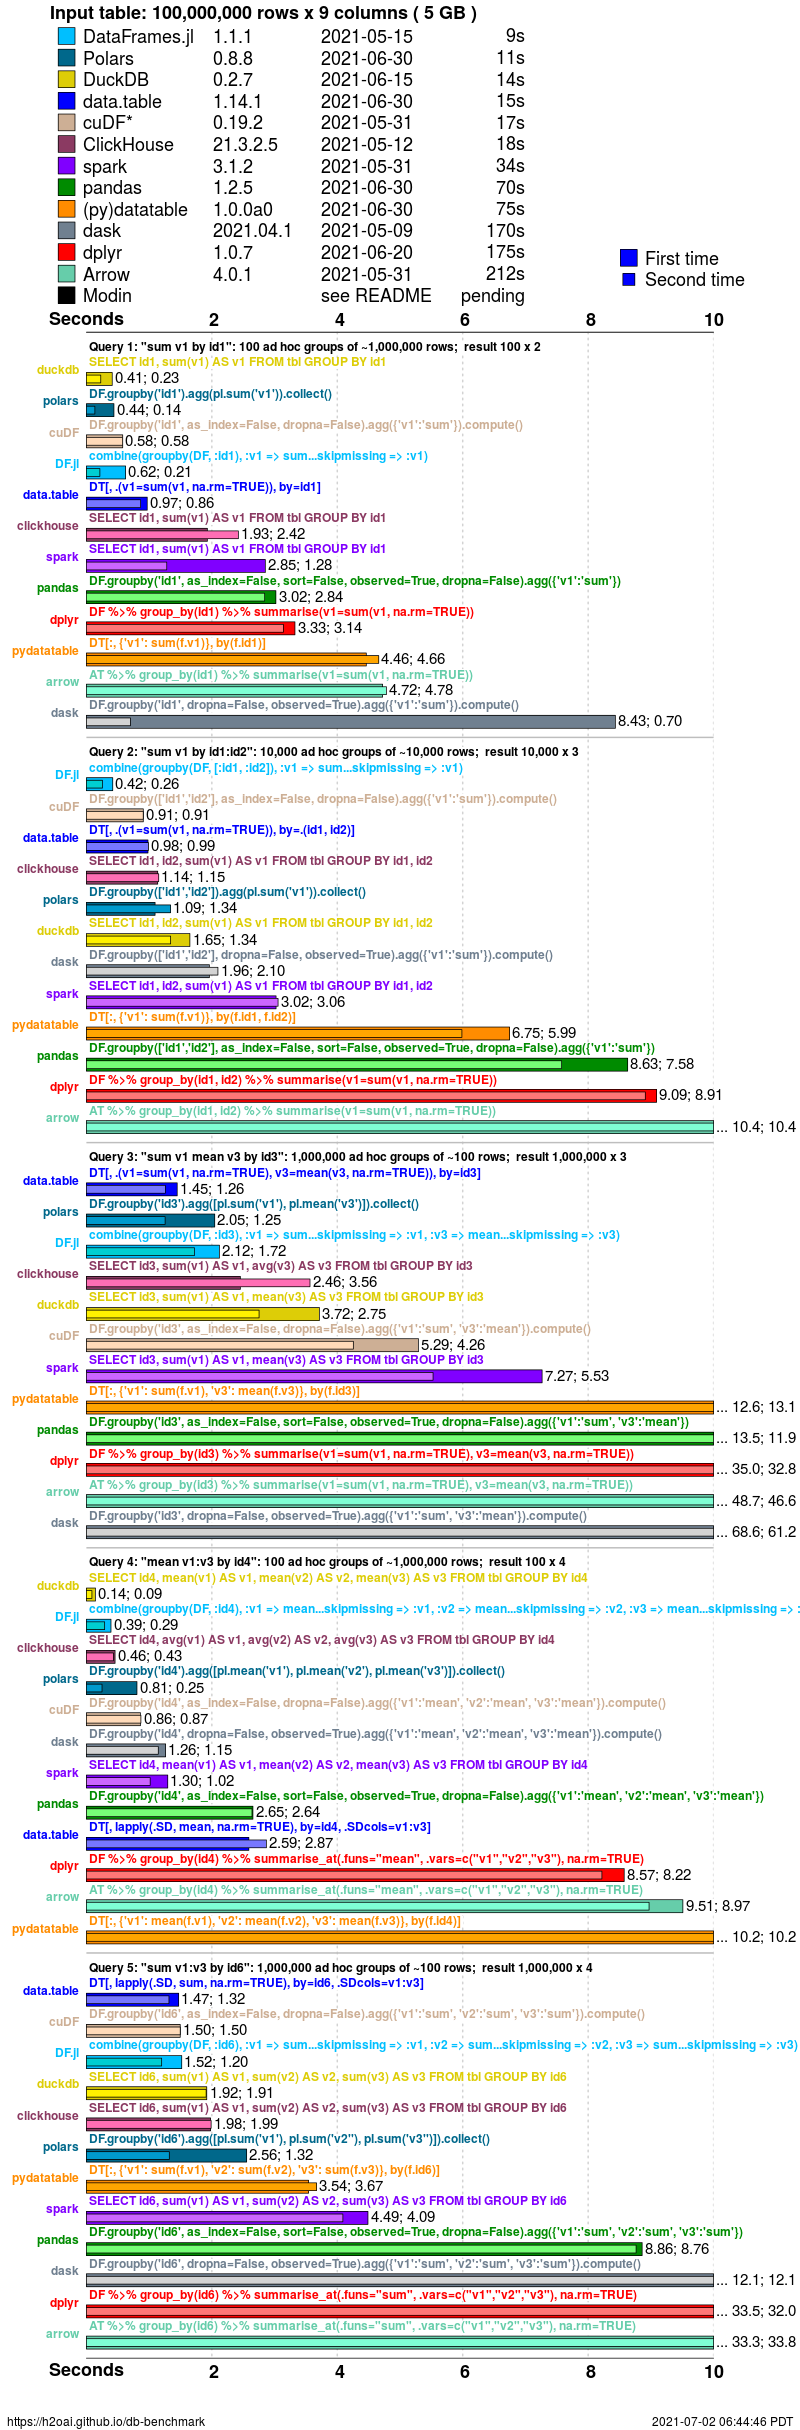 Input table: 100,000,000 rows x 9 columns ( 5 GB )
DataFrames.jl 1.1.1 2021-05-15 9s
Polars 0.8.8 2021-06-30 11s
DuckDB 0.2.7 2021-06-15 14s
data.table 1.14.1 2021-06-30 15s
cuDF* 0.19.2 2021-05-31 17s
ClickHouse 21.3.2.5 2021-05-12 18s
spark 3.1.2 2021-05-31 34s
pandas 1.2.5 2021-06-30 70s
(py)datatable 1.0.0a0 2021-06-30 75s
dask 2021.04.1 2021-05-09 170s
dplyr 1.0.7 2021-06-20 175s
Arrow 4.0.1 2021-05-31 212s
Modin see README pending
First time
Second time
Seconds 2 4 6 8 10
Query 1: "sum v1 by id1": 100 ad hoc groups of ~1,000,000 rows;  result 100 x 2
SELECT id1, sum(v1) AS v1 FROM tbl GROUP BY id1
duckdb 0.41; 0.23
DF.groupby('id1').agg(pl.sum('v1')).collect()
polars 0.44; 0.14
DF.groupby('id1', as_index=False, dropna=False).agg({'v1':'sum'}).compute()
cuDF 0.58; 0.58
combine(groupby(DF, :id1), :v1 => sum...skipmissing => :v1)
DF.jl 0.62; 0.21
DT[, .(v1=sum(v1, na.rm=TRUE)), by=id1]
data.table 0.97; 0.86
SELECT id1, sum(v1) AS v1 FROM tbl GROUP BY id1
clickhouse 1.93; 2.42
SELECT id1, sum(v1) AS v1 FROM tbl GROUP BY id1
spark 2.85; 1.28
DF.groupby('id1', as_index=False, sort=False, observed=True, dropna=False).agg({'v1':'sum'})
pandas 3.02; 2.84
DF %>% group_by(id1) %>% summarise(v1=sum(v1, na.rm=TRUE))
dplyr 3.33; 3.14
DT[:, {'v1': sum(f.v1)}, by(f.id1)]
pydatatable 4.46; 4.66
AT %>% group_by(id1) %>% summarise(v1=sum(v1, na.rm=TRUE))
arrow 4.72; 4.78
DF.groupby('id1', dropna=False, observed=True).agg({'v1':'sum'}).compute()
dask 8.43; 0.70
Query 2: "sum v1 by id1:id2": 10,000 ad hoc groups of ~10,000 rows;  result 10,000 x 3
combine(groupby(DF, [:id1, :id2]), :v1 => sum...skipmissing => :v1)
DF.jl 0.42; 0.26
DF.groupby(['id1','id2'], as_index=False, dropna=False).agg({'v1':'sum'}).compute()
cuDF 0.91; 0.91
DT[, .(v1=sum(v1, na.rm=TRUE)), by=.(id1, id2)]
data.table 0.98; 0.99
SELECT id1, id2, sum(v1) AS v1 FROM tbl GROUP BY id1, id2
clickhouse 1.14; 1.15
DF.groupby(['id1','id2']).agg(pl.sum('v1')).collect()
polars 1.09; 1.34
SELECT id1, id2, sum(v1) AS v1 FROM tbl GROUP BY id1, id2
duckdb 1.65; 1.34
DF.groupby(['id1','id2'], dropna=False, observed=True).agg({'v1':'sum'}).compute()
dask 1.96; 2.10
SELECT id1, id2, sum(v1) AS v1 FROM tbl GROUP BY id1, id2
spark 3.02; 3.06
DT[:, {'v1': sum(f.v1)}, by(f.id1, f.id2)]
pydatatable 6.75; 5.99
DF.groupby(['id1','id2'], as_index=False, sort=False, observed=True, dropna=False).agg({'v1':'sum'})
pandas 8.63; 7.58
DF %>% group_by(id1, id2) %>% summarise(v1=sum(v1, na.rm=TRUE))
dplyr 9.09; 8.91
AT %>% group_by(id1, id2) %>% summarise(v1=sum(v1, na.rm=TRUE))
arrow ... 10.4; 10.4
Query 3: "sum v1 mean v3 by id3": 1,000,000 ad hoc groups of ~100 rows;  result 1,000,000 x 3
DT[, .(v1=sum(v1, na.rm=TRUE), v3=mean(v3, na.rm=TRUE)), by=id3]
data.table 1.45; 1.26
DF.groupby('id3').agg([pl.sum('v1'), pl.mean('v3')]).collect()
polars 2.05; 1.25
combine(groupby(DF, :id3), :v1 => sum...skipmissing => :v1, :v3 => mean...skipmissing => :v3)
DF.jl 2.12; 1.72
SELECT id3, sum(v1) AS v1, avg(v3) AS v3 FROM tbl GROUP BY id3
clickhouse 2.46; 3.56
SELECT id3, sum(v1) AS v1, mean(v3) AS v3 FROM tbl GROUP BY id3
duckdb 3.72; 2.75
DF.groupby('id3', as_index=False, dropna=False).agg({'v1':'sum', 'v3':'mean'}).compute()
cuDF 5.29; 4.26
SELECT id3, sum(v1) AS v1, mean(v3) AS v3 FROM tbl GROUP BY id3
spark 7.27; 5.53
DT[:, {'v1': sum(f.v1), 'v3': mean(f.v3)}, by(f.id3)]
pydatatable ... 12.6; 13.1
DF.groupby('id3', as_index=False, sort=False, observed=True, dropna=False).agg({'v1':'sum', 'v3':'mean'})
pandas ... 13.5; 11.9
DF %>% group_by(id3) %>% summarise(v1=sum(v1, na.rm=TRUE), v3=mean(v3, na.rm=TRUE))
dplyr ... 35.0; 32.8
AT %>% group_by(id3) %>% summarise(v1=sum(v1, na.rm=TRUE), v3=mean(v3, na.rm=TRUE))
arrow ... 48.7; 46.6
DF.groupby('id3', dropna=False, observed=True).agg({'v1':'sum', 'v3':'mean'}).compute()
dask ... 68.6; 61.2
Query 4: "mean v1:v3 by id4": 100 ad hoc groups of ~1,000,000 rows;  result 100 x 4
SELECT id4, mean(v1) AS v1, mean(v2) AS v2, mean(v3) AS v3 FROM tbl GROUP BY id4
duckdb 0.14; 0.09
combine(groupby(DF, :id4), :v1 => mean...skipmissing => :v1, :v2 => mean...skipmissing => :v2, :v3 => mean...skipmissing => :
DF.jl 0.39; 0.29
SELECT id4, avg(v1) AS v1, avg(v2) AS v2, avg(v3) AS v3 FROM tbl GROUP BY id4
clickhouse 0.46; 0.43
DF.groupby('id4').agg([pl.mean('v1'), pl.mean('v2'), pl.mean('v3')]).collect()
polars 0.81; 0.25
DF.groupby('id4', as_index=False, dropna=False).agg({'v1':'mean', 'v2':'mean', 'v3':'mean'}).compute()
cuDF 0.86; 0.87
DF.groupby('id4', dropna=False, observed=True).agg({'v1':'mean', 'v2':'mean', 'v3':'mean'}).compute()
dask 1.26; 1.15
SELECT id4, mean(v1) AS v1, mean(v2) AS v2, mean(v3) AS v3 FROM tbl GROUP BY id4
spark 1.30; 1.02
DF.groupby('id4', as_index=False, sort=False, observed=True, dropna=False).agg({'v1':'mean', 'v2':'mean', 'v3':'mean'})
pandas 2.65; 2.64
DT[, lapply(.SD, mean, na.rm=TRUE), by=id4, .SDcols=v1:v3]
data.table 2.59; 2.87
DF %>% group_by(id4) %>% summarise_at(.funs="mean", .vars=c("v1","v2","v3"), na.rm=TRUE)
dplyr 8.57; 8.22
AT %>% group_by(id4) %>% summarise_at(.funs="mean", .vars=c("v1","v2","v3"), na.rm=TRUE)
arrow 9.51; 8.97
DT[:, {'v1': mean(f.v1), 'v2': mean(f.v2), 'v3': mean(f.v3)}, by(f.id4)]
pydatatable ... 10.2; 10.2
Query 5: "sum v1:v3 by id6": 1,000,000 ad hoc groups of ~100 rows;  result 1,000,000 x 4
DT[, lapply(.SD, sum, na.rm=TRUE), by=id6, .SDcols=v1:v3]
data.table 1.47; 1.32
DF.groupby('id6', as_index=False, dropna=False).agg({'v1':'sum', 'v2':'sum', 'v3':'sum'}).compute()
cuDF 1.50; 1.50
combine(groupby(DF, :id6), :v1 => sum...skipmissing => :v1, :v2 => sum...skipmissing => :v2, :v3 => sum...skipmissing => :v3)
DF.jl 1.52; 1.20
SELECT id6, sum(v1) AS v1, sum(v2) AS v2, sum(v3) AS v3 FROM tbl GROUP BY id6
duckdb 1.92; 1.91
SELECT id6, sum(v1) AS v1, sum(v2) AS v2, sum(v3) AS v3 FROM tbl GROUP BY id6
clickhouse 1.98; 1.99
DF.groupby('id6').agg([pl.sum('v1'), pl.sum('v2"), pl.sum('v3")]).collect()
polars 2.56; 1.32
DT[:, {'v1': sum(f.v1), 'v2': sum(f.v2), 'v3': sum(f.v3)}, by(f.id6)]
pydatatable 3.54; 3.67
SELECT id6, sum(v1) AS v1, sum(v2) AS v2, sum(v3) AS v3 FROM tbl GROUP BY id6
spark 4.49; 4.09
DF.groupby('id6', as_index=False, sort=False, observed=True, dropna=False).agg({'v1':'sum', 'v2':'sum', 'v3':'sum'})
pandas 8.86; 8.76
DF.groupby('id6', dropna=False, observed=True).agg({'v1':'sum', 'v2':'sum', 'v3':'sum'}).compute()
dask ... 12.1; 12.1
DF %>% group_by(id6) %>% summarise_at(.funs="sum", .vars=c("v1","v2","v3"), na.rm=TRUE)
dplyr ... 33.5; 32.0
AT %>% group_by(id6) %>% summarise_at(.funs="sum", .vars=c("v1","v2","v3"), na.rm=TRUE)
arrow ... 33.3; 33.8
Seconds 2 4 6 8 10
https://h2oai.github.io/db-benchmark 2021-07-02 06:44:46 PDT